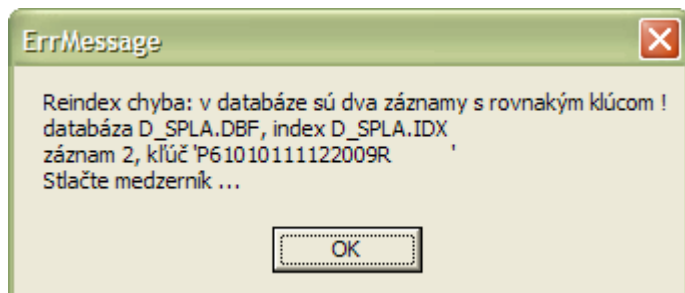 ErrMessage
Reindex chyba: v databáze sú dva záznamy s rovnakým klúcom !
databáza D_SPLA.DBF, index D_SPLA.IDX
záznam 2, kľúč 'P61010111122009R          '
Stlačte medzerník ...
OK